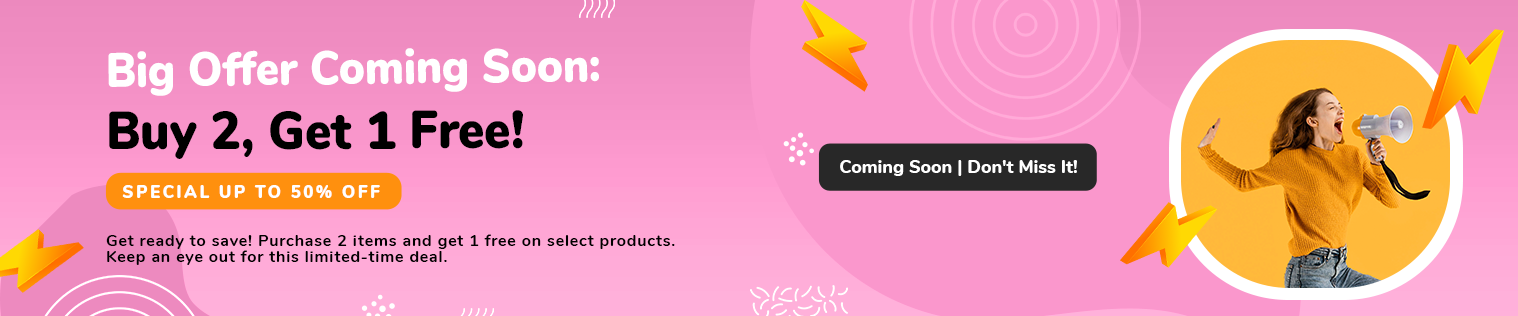 Big Offer Coming Soon:
Buy 2, Get 1 Free!
SPECIAL UP TO 50% OFF
Get ready to save! Purchase 2 items and get 1 free on select products.
Keep an eye out for this limited-time deal.
Coming Soon | Don't Miss It!